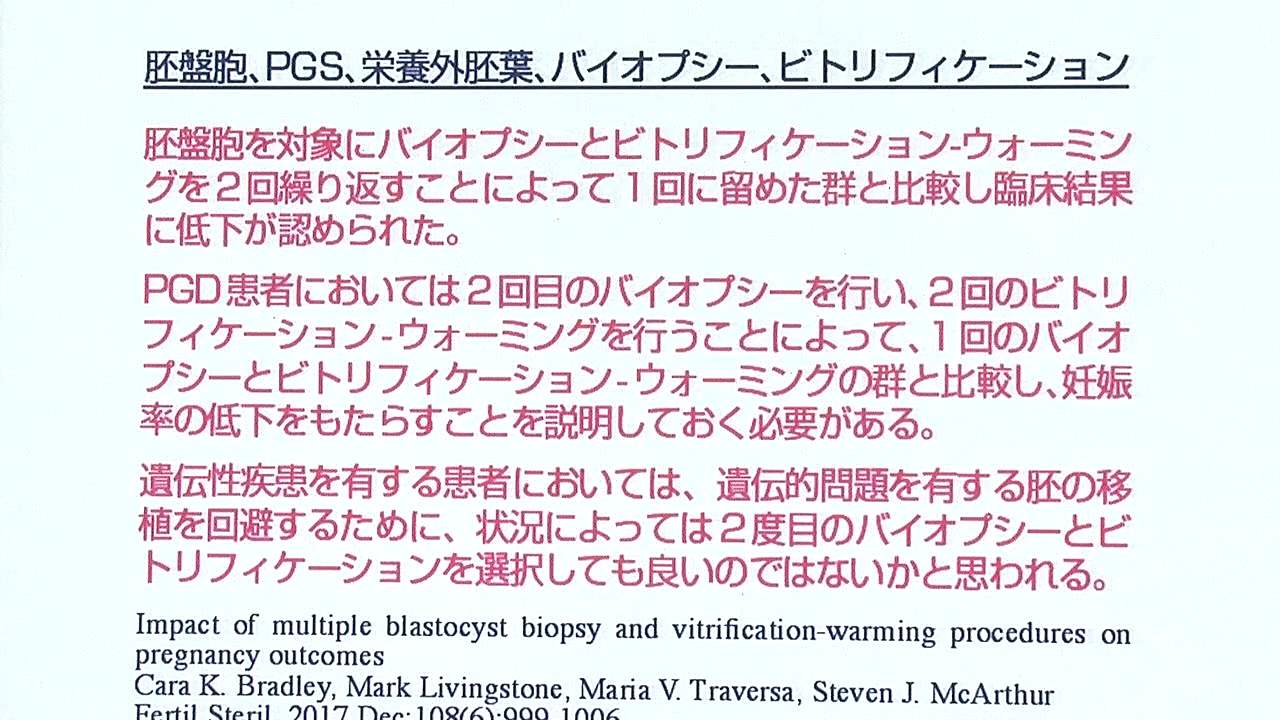 胚盤胞、PGS、栄養外胚葉、バイオプシー、ビトリフィケーション
胚盤胞を対象にバイオプシーとビトリフィケーション-ウォーミン
グを２回繰り返すことによって１回に留めた群と比較し臨床結果
に低下が認められた。
PGD 患者においては２回目のバイオプシーを行い、２回のビトリ
フィケーション-ウォーミングを行うことによって、１回のバイオ
プシーとビトリフィケーション-ウォーミングの群と比較し、妊娠
率の低下をもたらすことを説明しておく必要がある。
遺伝性疾患を有する患者においては、遺伝的問題を有する胚の移
植を回避するために、状況によっては２度目のバイオプシーとビ
トリフィケーションを選択しても良いのではないかと思われる。
Impact of multiple blastocyst biopsy and vitrification-warming procedures on
pregnancy outcomes
Cara K. Bradley, Mark Livingstone, Maria V. Traversa, Steven J. McArthur
Fertil Steril. 2017 Dec;108(6):999-1006